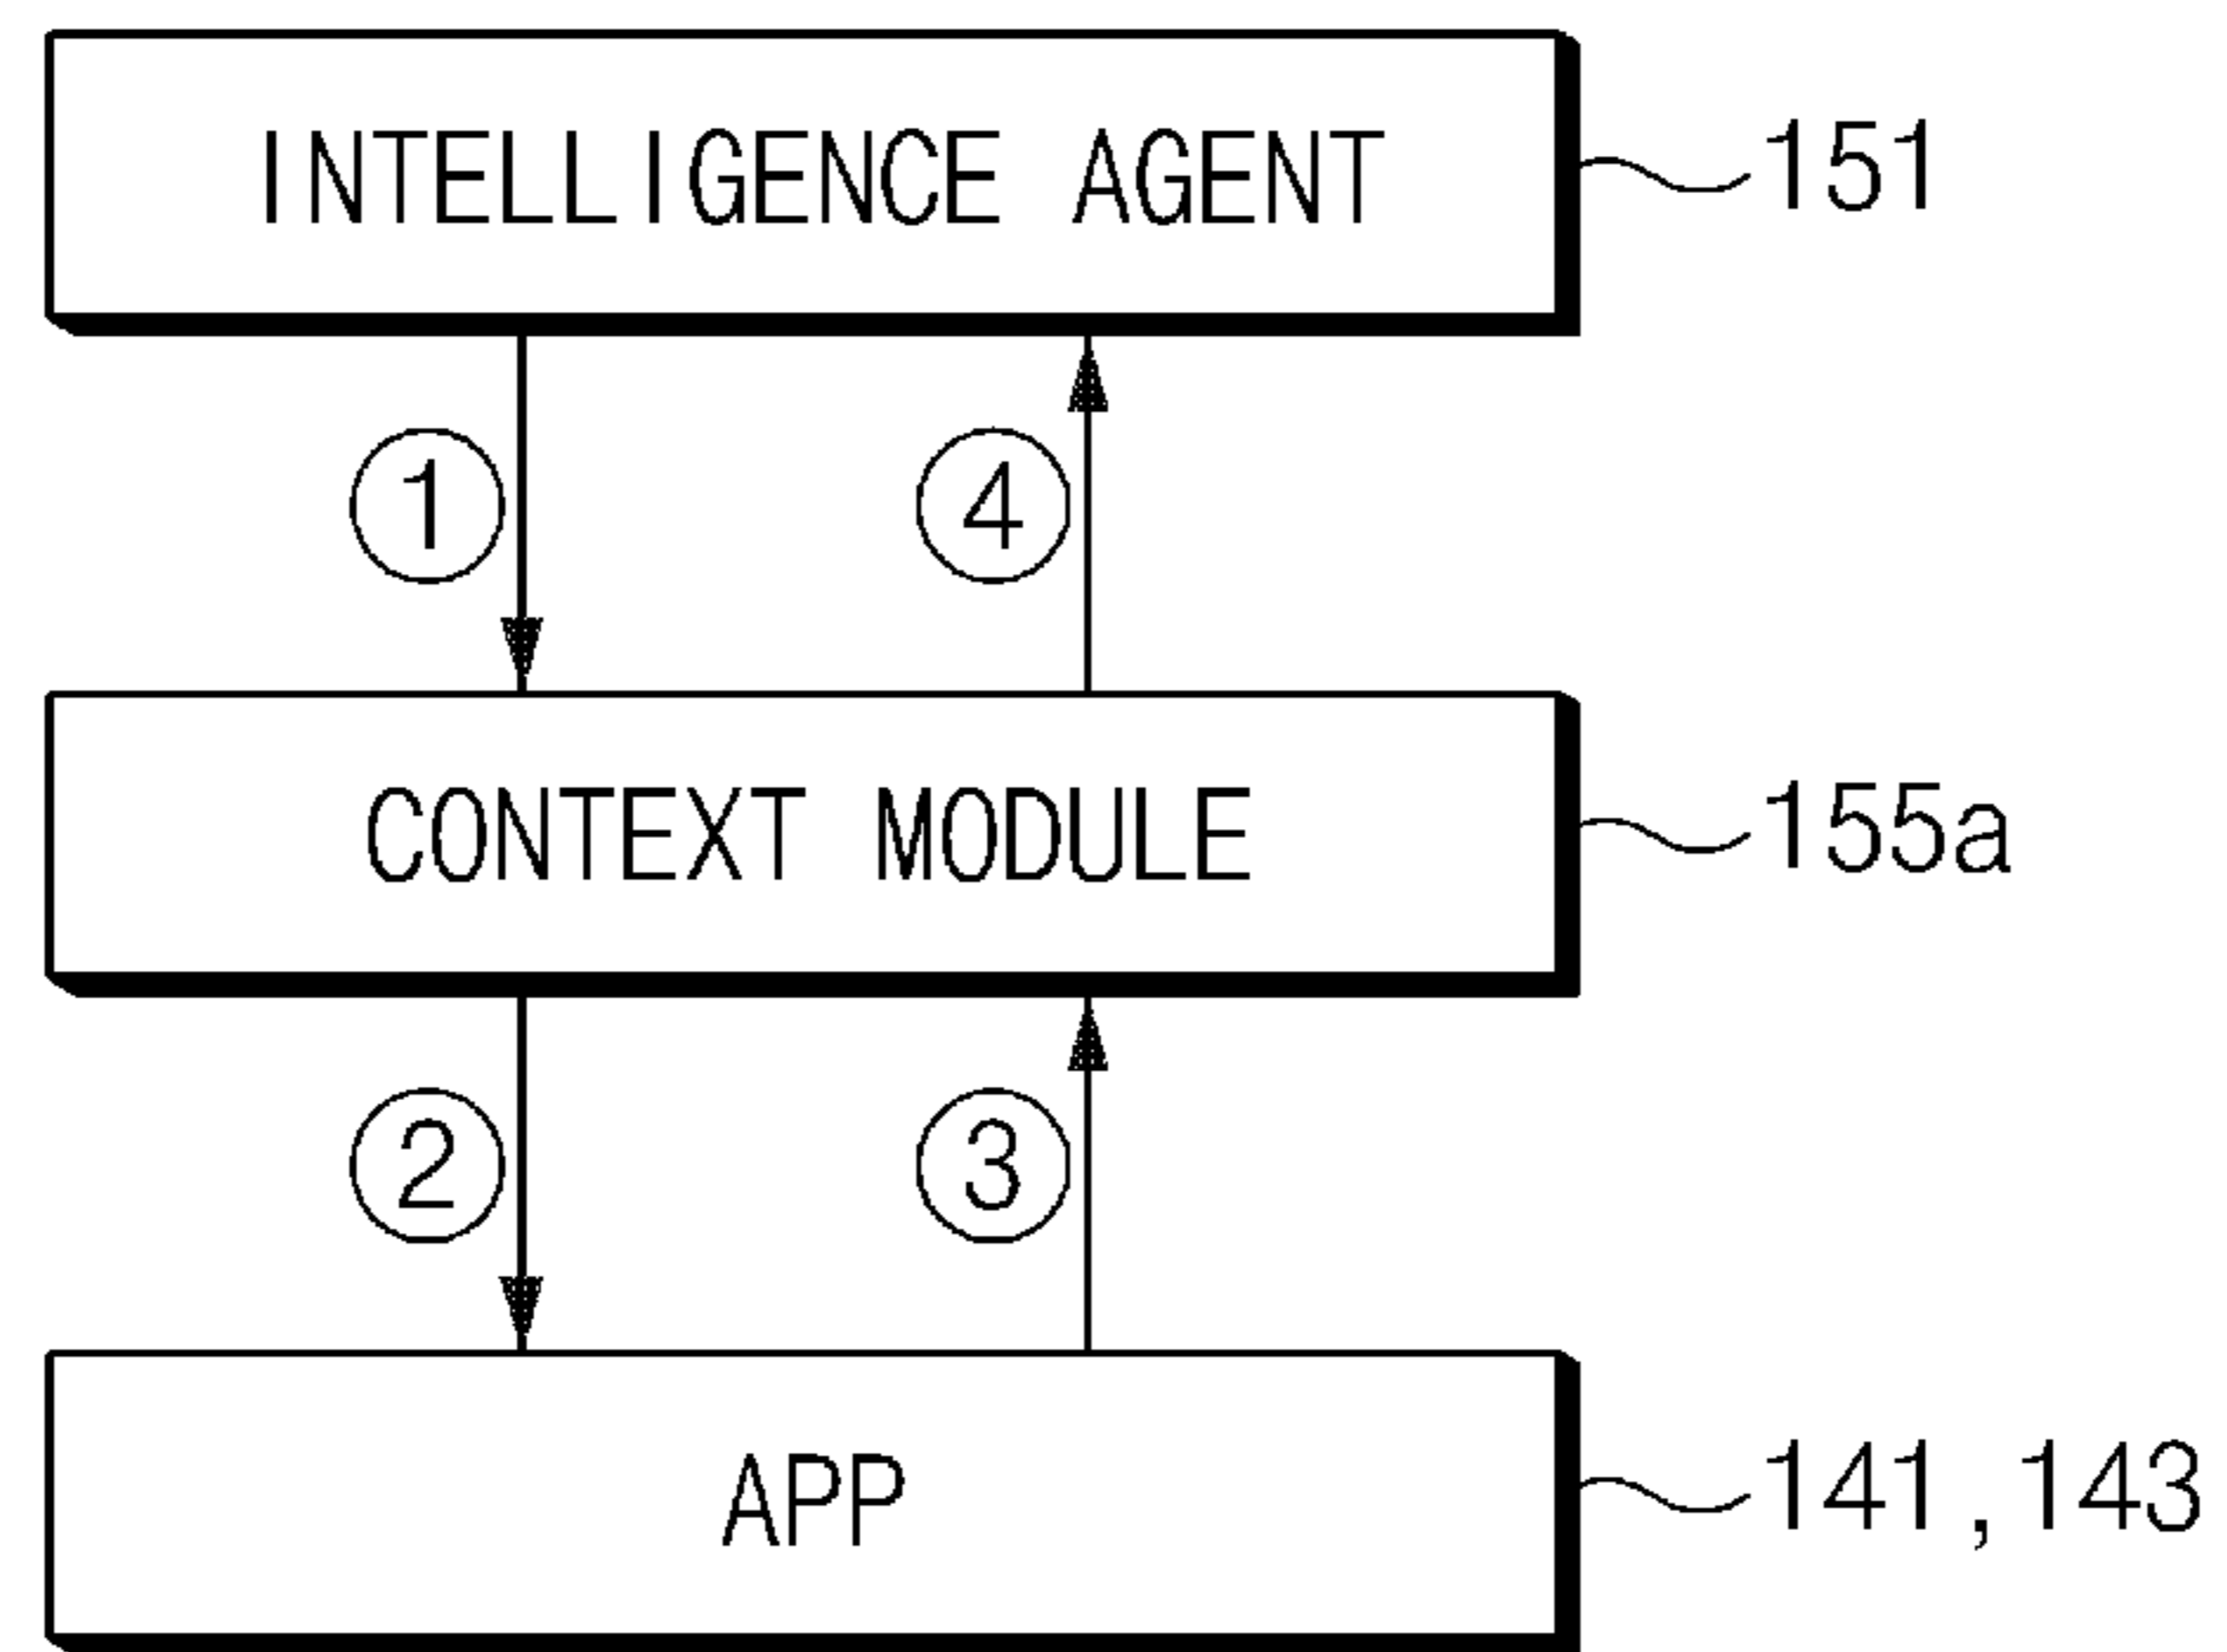 INTELLIGENCE AGENT 151
① ④
CONTEXT MODULE 155a
② ③
APP 141,143